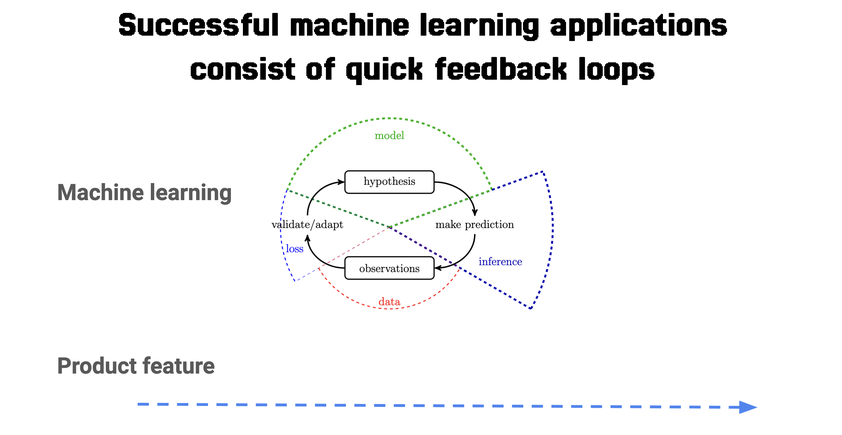 Successful machine learning applications
consist of quick feedback loops
model
Machine learning
hypothesis
validate/adapt
make prediction
loss
inference
observations
data
Product feature